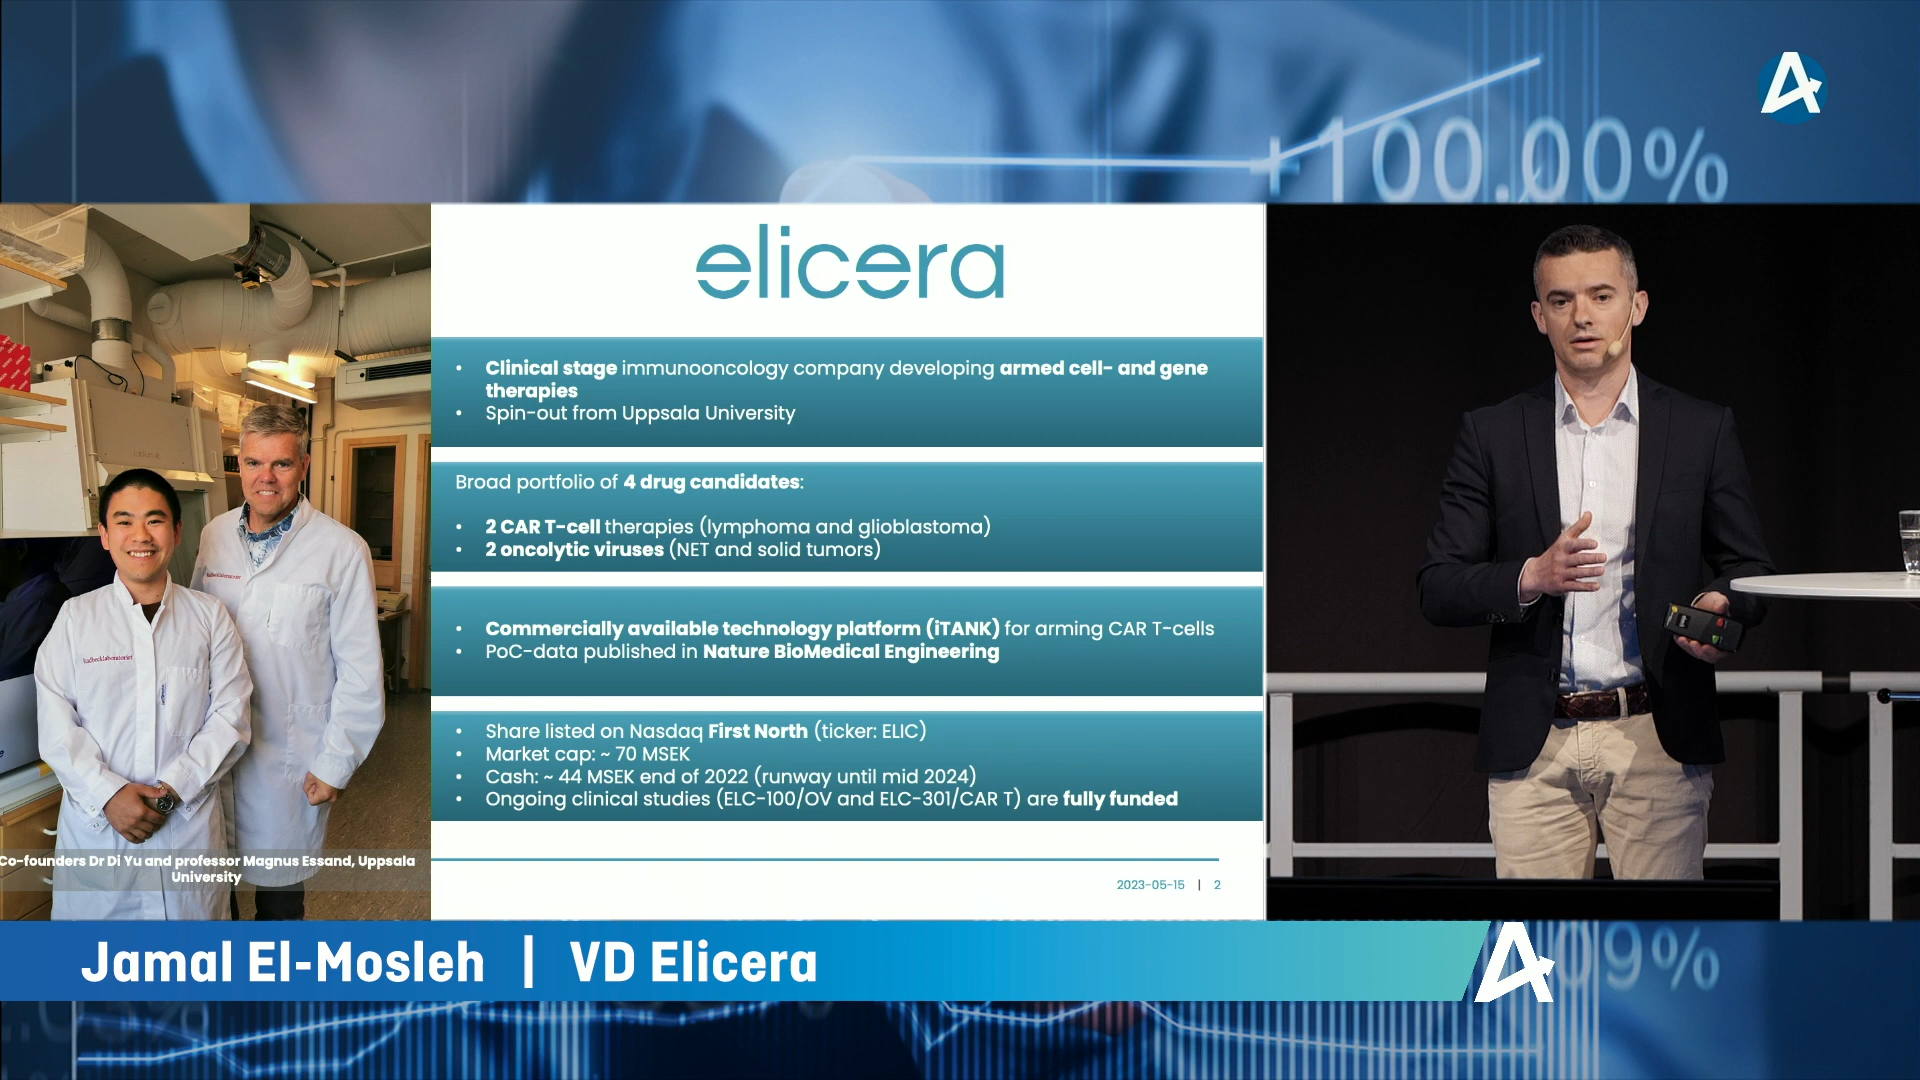 +100.00%
elicera
• Clinical stage immunooncology company developing armed cell- and gene
therapies
• Spin-out from Uppsala University
Broad portfolio of 4 drug candidates:
• 2 CAR T-cell therapies (lymphoma and glioblastoma)
• 2 oncolytic viruses (NET and solid tumors)
• Commercially available technology platform (iTANK) for arming CAR T-cells
• PoC-data published in Nature BioMedical Engineering
• Share listed on Nasdaq First North (ticker: ELIC)
• Market cap: ~ 70 MSEK
• Cash: ~ 44 MSEK end of 2022 (runway until mid 2024)
• Ongoing clinical studies (ELC-100/OV and ELC-301/CAR T) are fully funded
Co-founders Dr Di Yu and professor Magnus Essand, Uppsala
University
2023-05-15 | 2
Jamal El-Mosleh | VD Elicera
09%